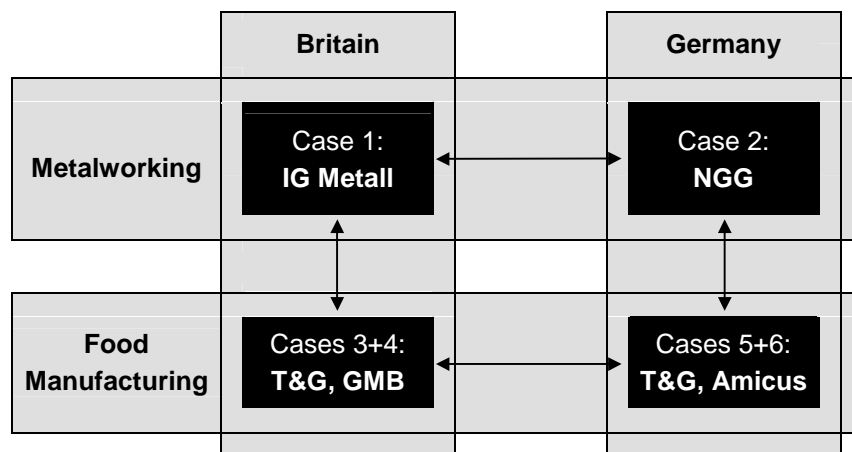 Britain
Germany
Metalworking
Case 1:
IG Metall
Case 2:
NGG
Food
Manufacturing
Cases 3+4:
T&G, GMB
Cases 5+6:
T&G, Amicus